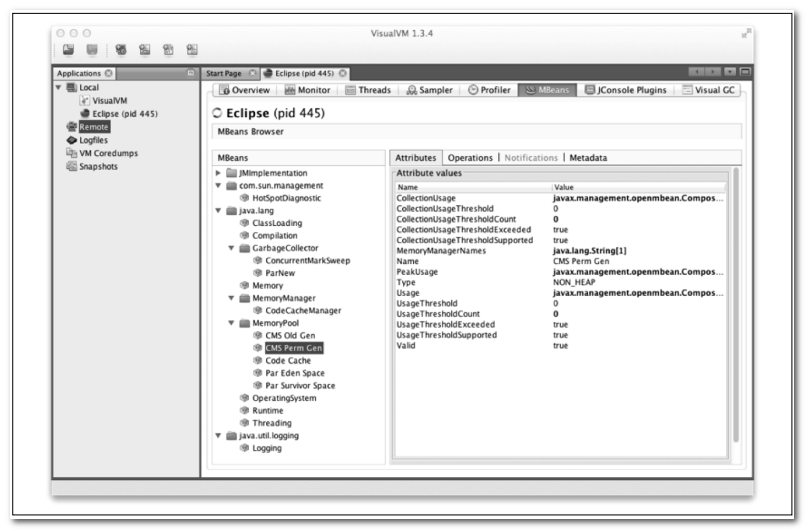 VisualVM 1.3.4
Applications
Local
VisualVM
Eclipse (pid 445)
Remote
Logfiles
VM Coredumps
Snapshots
Start Page Eclipse (pid 445)
Overview Monitor Threads Sampler Profiler MBeans JConsole Plugins Visual GC
Eclipse (pid 445)
MBeans Browser
MBeans
JMImplementation
com.sun.management
HotSpotDiagnostic
java.lang
ClassLoading
Compilation
GarbageCollector
ConcurrentMarkSweep
ParNew
Memory
MemoryManager
CodeCacheManager
MemoryPool
CMS Old Gen
CMS Perm Gen
Code Cache
Par Eden Space
Par Survivor Space
OperatingSystem
Runtime
Threading
java.util.logging
Logging
Attributes Operations Notifications Metadata
Attribute values
Name Value
CollectionUsage javax.management.openmbean.Compos...
CollectionUsageThreshold 0
CollectionUsageThresholdCount 0
CollectionUsageThresholdExceeded true
CollectionUsageThresholdSupported true
MemoryManagerNames java.lang.String[1]
Name CMS Perm Gen
PeakUsage javax.management.openmbean.Compos...
Type NON_HEAP
Usage javax.management.openmbean.Compos...
UsageThreshold 0
UsageThresholdCount 0
UsageThresholdExceeded true
UsageThresholdSupported true
Valid true